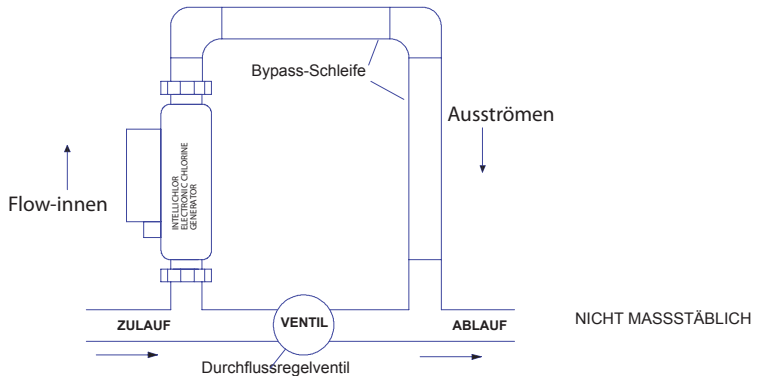 Bypass-Schleife
Ausströmen
Flow-innen
INTELLICHLOR
ELECTRONIC CHLORINE
GENERATOR
ZULAUF
VENTIL
ABLAUF
NICHT MASSSTÄBLICH
Durchflussregelventil